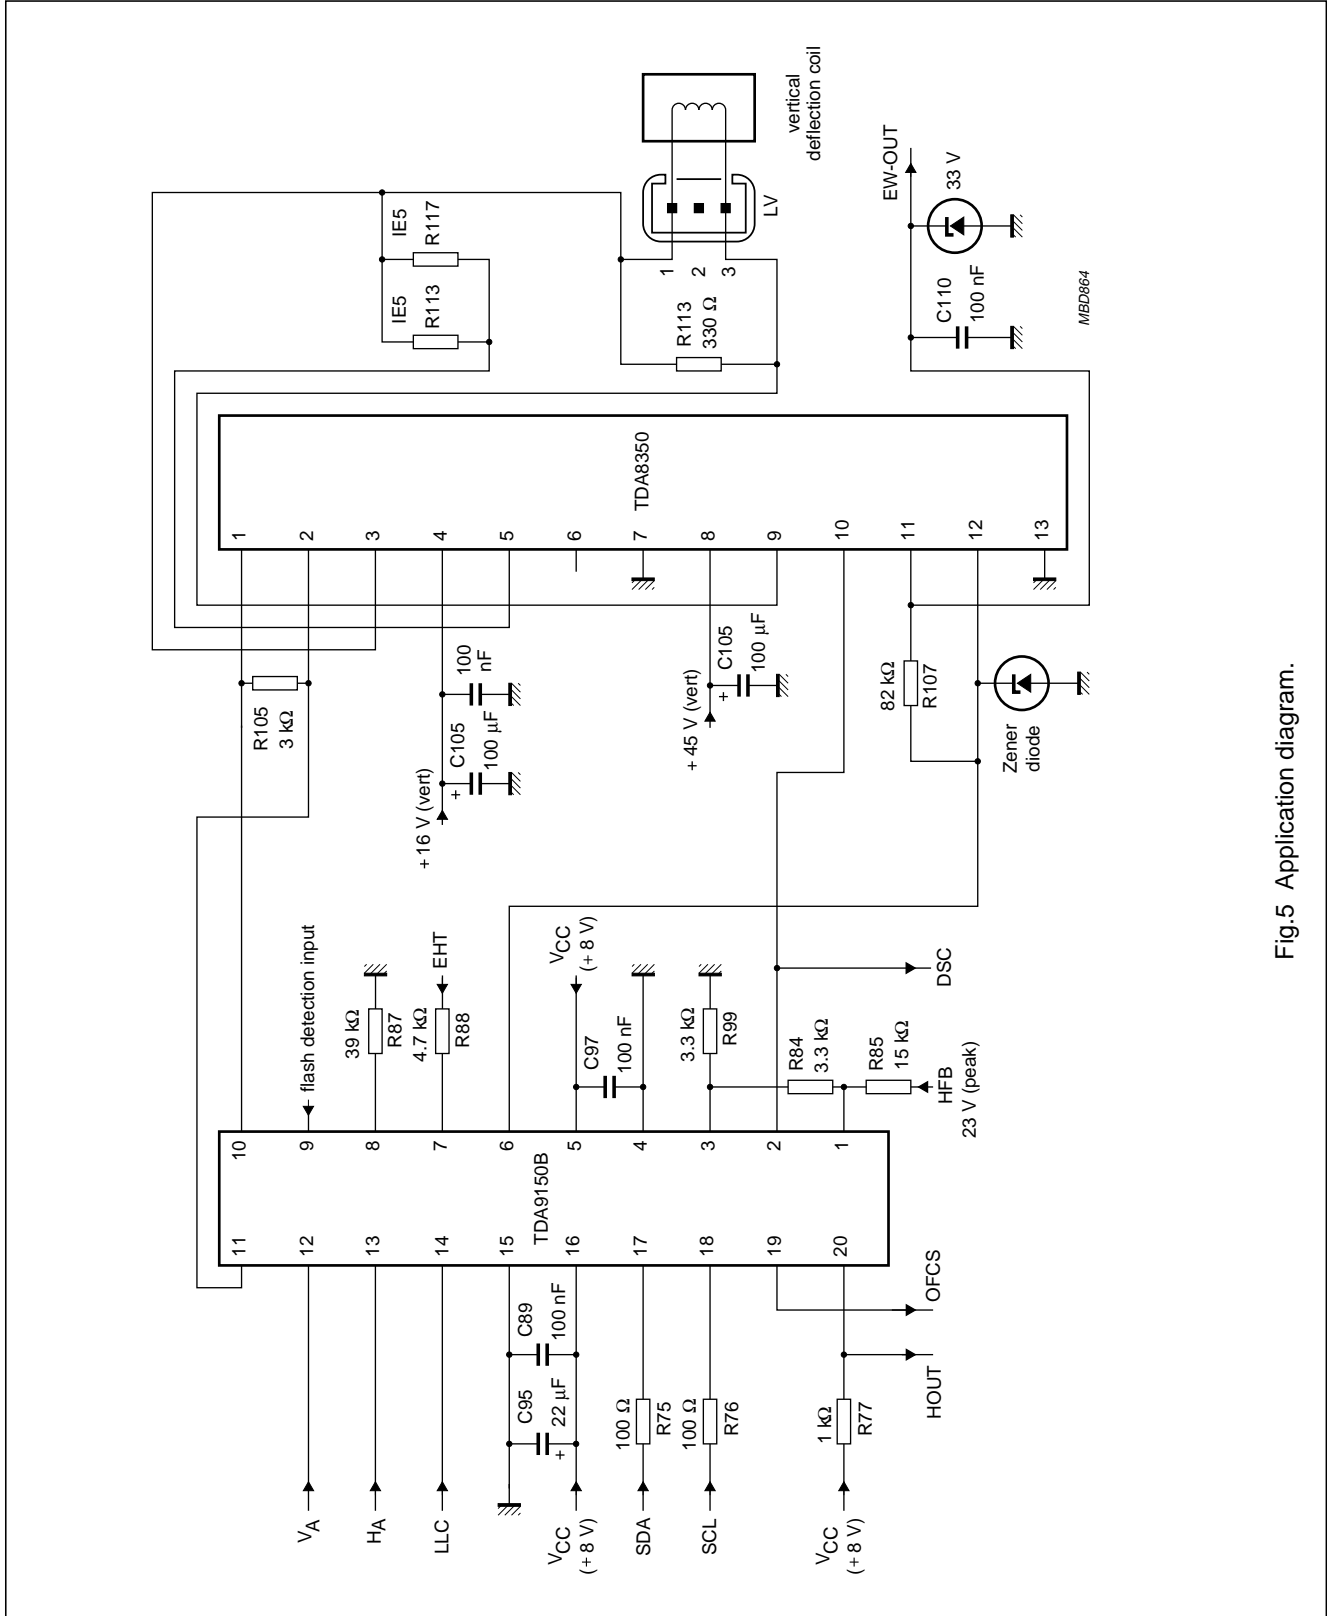 vertical
deflection coil
LV
1
2
3
R113
330 Ω
IE5
R117
IE5
R113
EW-OUT
33 V
C110
100 nF
MBD864
TDA8350
1
2
3
4
5
6
7
8
9
10
11
12
13
R105
3 kΩ
100
nF
C105
100 μF
+16 V (vert)
C105
100 μF
+
+
+ 45 V (vert)
82 kΩ
R107
Zener
diode
flash detection input
39 kΩ
R87
EHT
4.7 kΩ
R88
VCC
(+ 8 V)
C97
100 nF
3.3 kΩ
R99
DSC
R84
3.3 kΩ
R85
15 kΩ
HFB
23 V (peak)
10
9
8
7
6
5
4
3
2
1
TDA9150B
11
12
13
14
15
16
17
18
19
20
C89
100 nF
C95
22 μF
+
100 Ω
R75
100 Ω
R76
1 kΩ
R77
OFCS
HOUT
VA
HA
LLC
VCC
(+ 8 V)
SDA
SCL
VCC
(+ 8 V)
Fig.5 Application diagram.